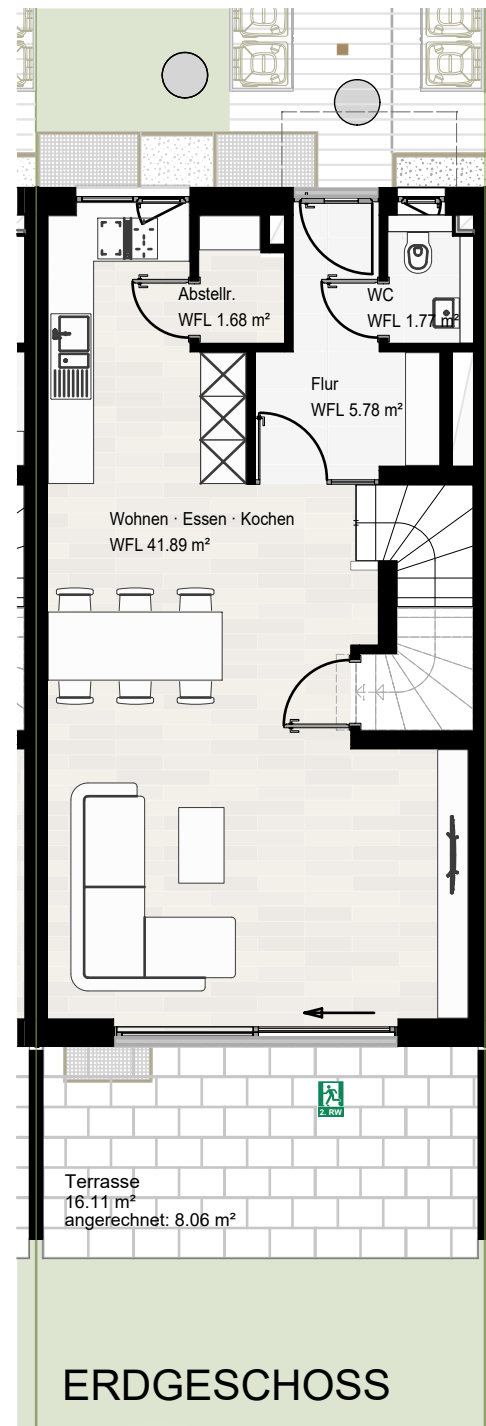 Abstellr.
WFL 1.68 m²
WC
WFL 1.77 m²
Flur
WFL 5.78 m²
Wohnen · Essen · Kochen
WFL 41.89 m²
2. RW
Terrasse
16.11 m²
angerechnet: 8.06 m²
ERDGESCHOSS